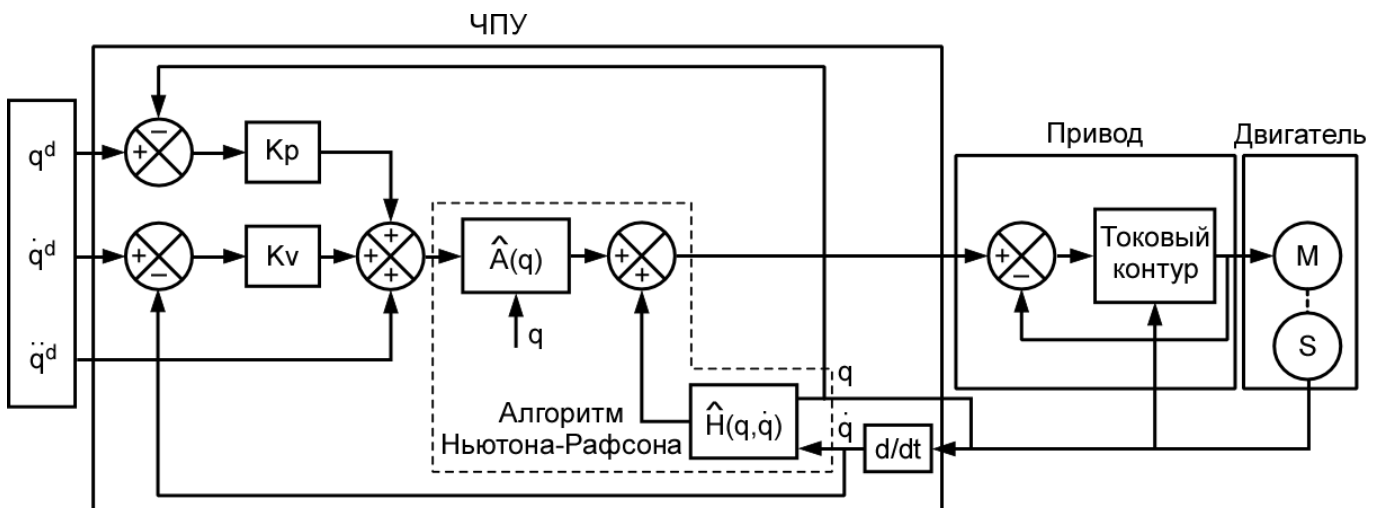 ЧПУ
Привод
Двигатель
q^d
− +
Kp
q̇^d
+ −
Kv
+ + +
Â(q)
q
+ +
+ −
Токовый
контур
M
q̈^d
S
q
Алгоритм
Ньютона-Рафсона
Ĥ(q,q̇)
q̇
d/dt